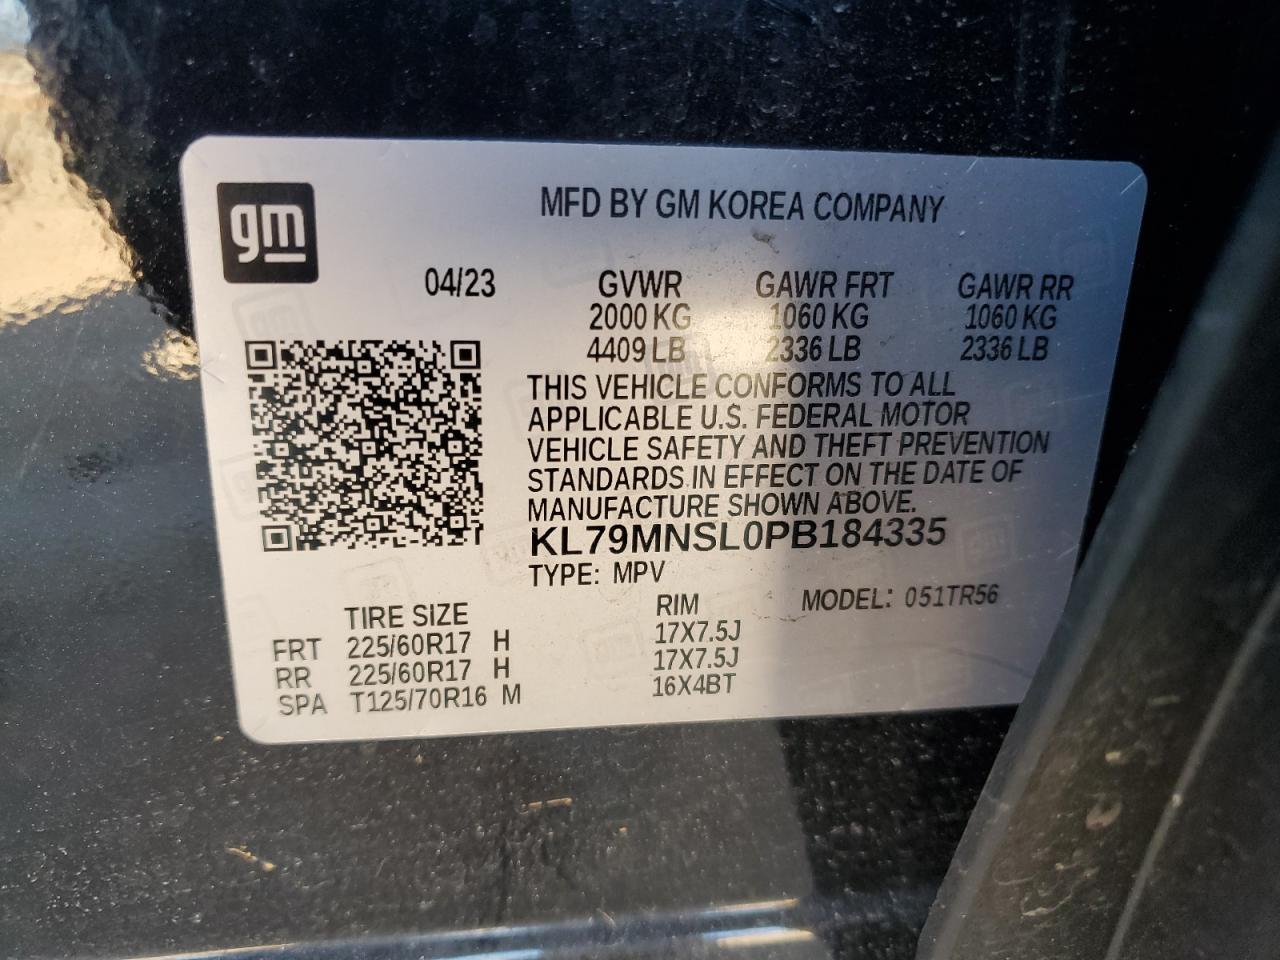 gm
MFD BY GM KOREA COMPANY
04/23 GVWR GAWR FRT GAWR RR
2000 KG 1060 KG 1060 KG
4409 LB 2336 LB 2336 LB
THIS VEHICLE CONFORMS TO ALL
APPLICABLE U.S. FEDERAL MOTOR
VEHICLE SAFETY AND THEFT PREVENTION
STANDARDS IN EFFECT ON THE DATE OF
MANUFACTURE SHOWN ABOVE.
KL79MNSL0PB184335
TYPE: MPV
MODEL: 051TR56
TIRE SIZE RIM
FRT 225/60R17 H 17X7.5J
RR 225/60R17 H 17X7.5J
SPA T125/70R16 M 16X4BT